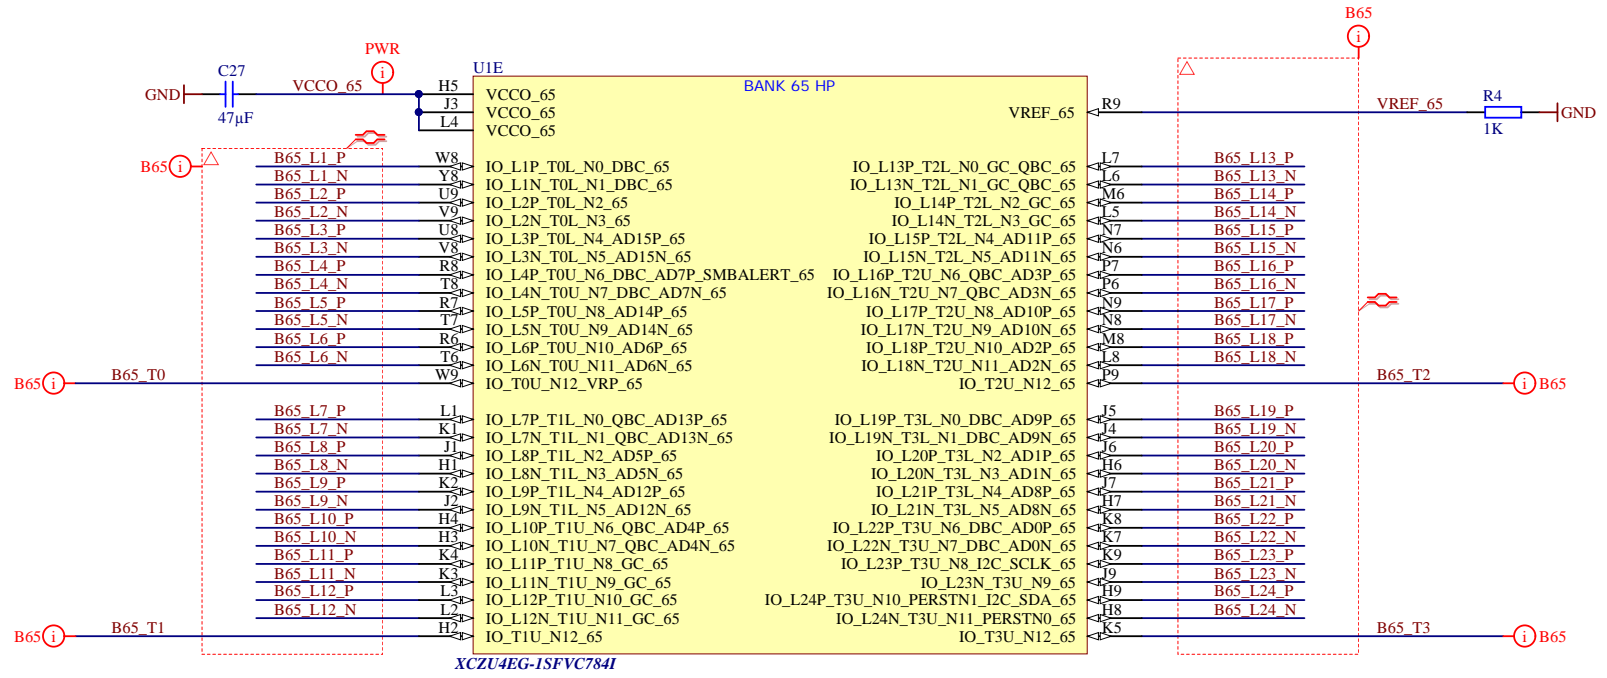 B65
PWR
U1E
BANK 65 HP
C27
GND
47µF
VCCO_65
H5 VCCO_65
J3 VCCO_65
L4 VCCO_65
VREF_65 R9 VREF_65
R4
1K
GND
B65
B65_L1_P W8 IO_L1P_T0L_N0_DBC_65 IO_L13P_T2L_N0_GC_QBC_65 L7 B65_L13_P
B65_L1_N Y8 IO_L1N_T0L_N1_DBC_65 IO_L13N_T2L_N1_GC_QBC_65 L6 B65_L13_N
B65_L2_P U9 IO_L2P_T0L_N2_65 IO_L14P_T2L_N2_GC_65 M6 B65_L14_P
B65_L2_N V9 IO_L2N_T0L_N3_65 IO_L14N_T2L_N3_GC_65 L5 B65_L14_N
B65_L3_P U8 IO_L3P_T0L_N4_AD15P_65 IO_L15P_T2L_N4_AD11P_65 N7 B65_L15_P
B65_L3_N V8 IO_L3N_T0L_N5_AD15N_65 IO_L15N_T2L_N5_AD11N_65 N6 B65_L15_N
B65_L4_P R8 IO_L4P_T0U_N6_DBC_AD7P_SMBALERT_65 IO_L16P_T2U_N6_QBC_AD3P_65 P7 B65_L16_P
B65_L4_N T8 IO_L4N_T0U_N7_DBC_AD7N_65 IO_L16N_T2U_N7_QBC_AD3N_65 P6 B65_L16_N
B65_L5_P R7 IO_L5P_T0U_N8_AD14P_65 IO_L17P_T2U_N8_AD10P_65 N9 B65_L17_P
B65_L5_N T7 IO_L5N_T0U_N9_AD14N_65 IO_L17N_T2U_N9_AD10N_65 N8 B65_L17_N
B65_L6_P R6 IO_L6P_T0U_N10_AD6P_65 IO_L18P_T2U_N10_AD2P_65 M8 B65_L18_P
B65_L6_N T6 IO_L6N_T0U_N11_AD6N_65 IO_L18N_T2U_N11_AD2N_65 L8 B65_L18_N
B65 B65_T0 W9 IO_T0U_N12_VRP_65 IO_T2U_N12_65 P9 B65_T2 B65
B65_L7_P L1 IO_L7P_T1L_N0_QBC_AD13P_65 IO_L19P_T3L_N0_DBC_AD9P_65 J5 B65_L19_P
B65_L7_N K1 IO_L7N_T1L_N1_QBC_AD13N_65 IO_L19N_T3L_N1_DBC_AD9N_65 J4 B65_L19_N
B65_L8_P J1 IO_L8P_T1L_N2_AD5P_65 IO_L20P_T3L_N2_AD1P_65 J6 B65_L20_P
B65_L8_N H1 IO_L8N_T1L_N3_AD5N_65 IO_L20N_T3L_N3_AD1N_65 H6 B65_L20_N
B65_L9_P K2 IO_L9P_T1L_N4_AD12P_65 IO_L21P_T3L_N4_AD8P_65 J7 B65_L21_P
B65_L9_N J2 IO_L9N_T1L_N5_AD12N_65 IO_L21N_T3L_N5_AD8N_65 H7 B65_L21_N
B65_L10_P H4 IO_L10P_T1U_N6_QBC_AD4P_65 IO_L22P_T3U_N6_DBC_AD0P_65 K8 B65_L22_P
B65_L10_N H3 IO_L10N_T1U_N7_QBC_AD4N_65 IO_L22N_T3U_N7_DBC_AD0N_65 K7 B65_L22_N
B65_L11_P K4 IO_L11P_T1U_N8_GC_65 IO_L23P_T3U_N8_I2C_SCLK_65 K9 B65_L23_P
B65_L11_N K3 IO_L11N_T1U_N9_GC_65 IO_L23N_T3U_N9_65 J9 B65_L23_N
B65_L12_P L3 IO_L12P_T1U_N10_GC_65 IO_L24P_T3U_N10_PERSTN1_I2C_SDA_65 H9 B65_L24_P
B65_L12_N L2 IO_L12N_T1U_N11_GC_65 IO_L24N_T3U_N11_PERSTN0_65 H8 B65_L24_N
B65 B65_T1 H2 IO_T1U_N12_65 IO_T3U_N12_65 K5 B65_T3 B65
XCZU4EG-1SFVC784I